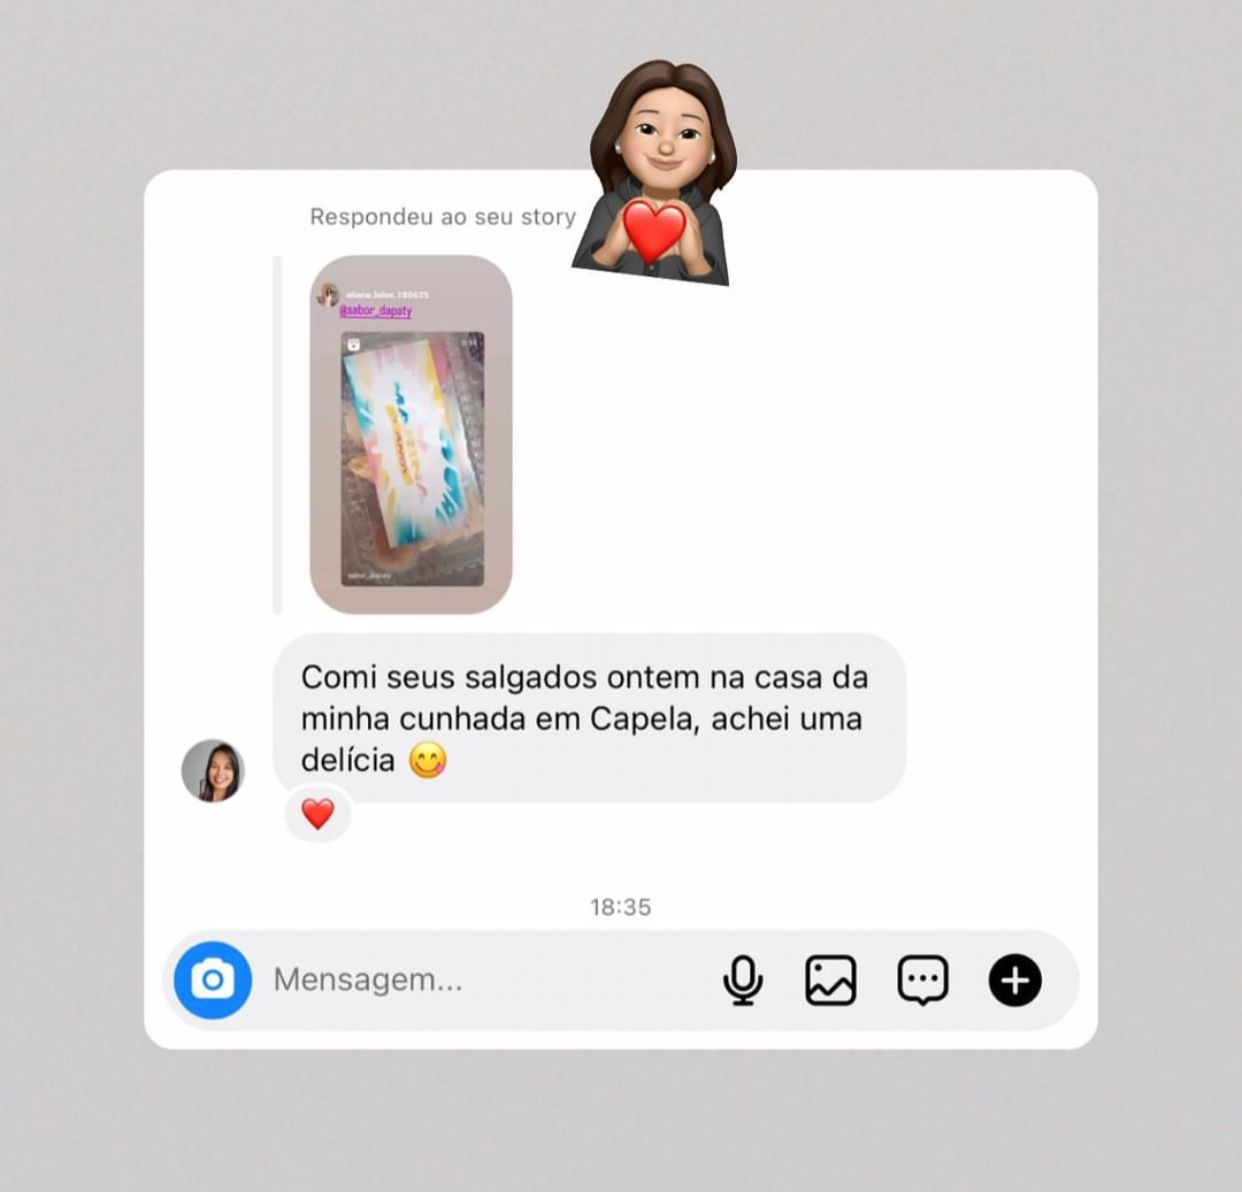 Respondeu ao seu story
@sabor_dapaty
Comi seus salgados ontem na casa da
minha cunhada em Capela, achei uma
delícia 😋
❤️
18:35
Mensagem...